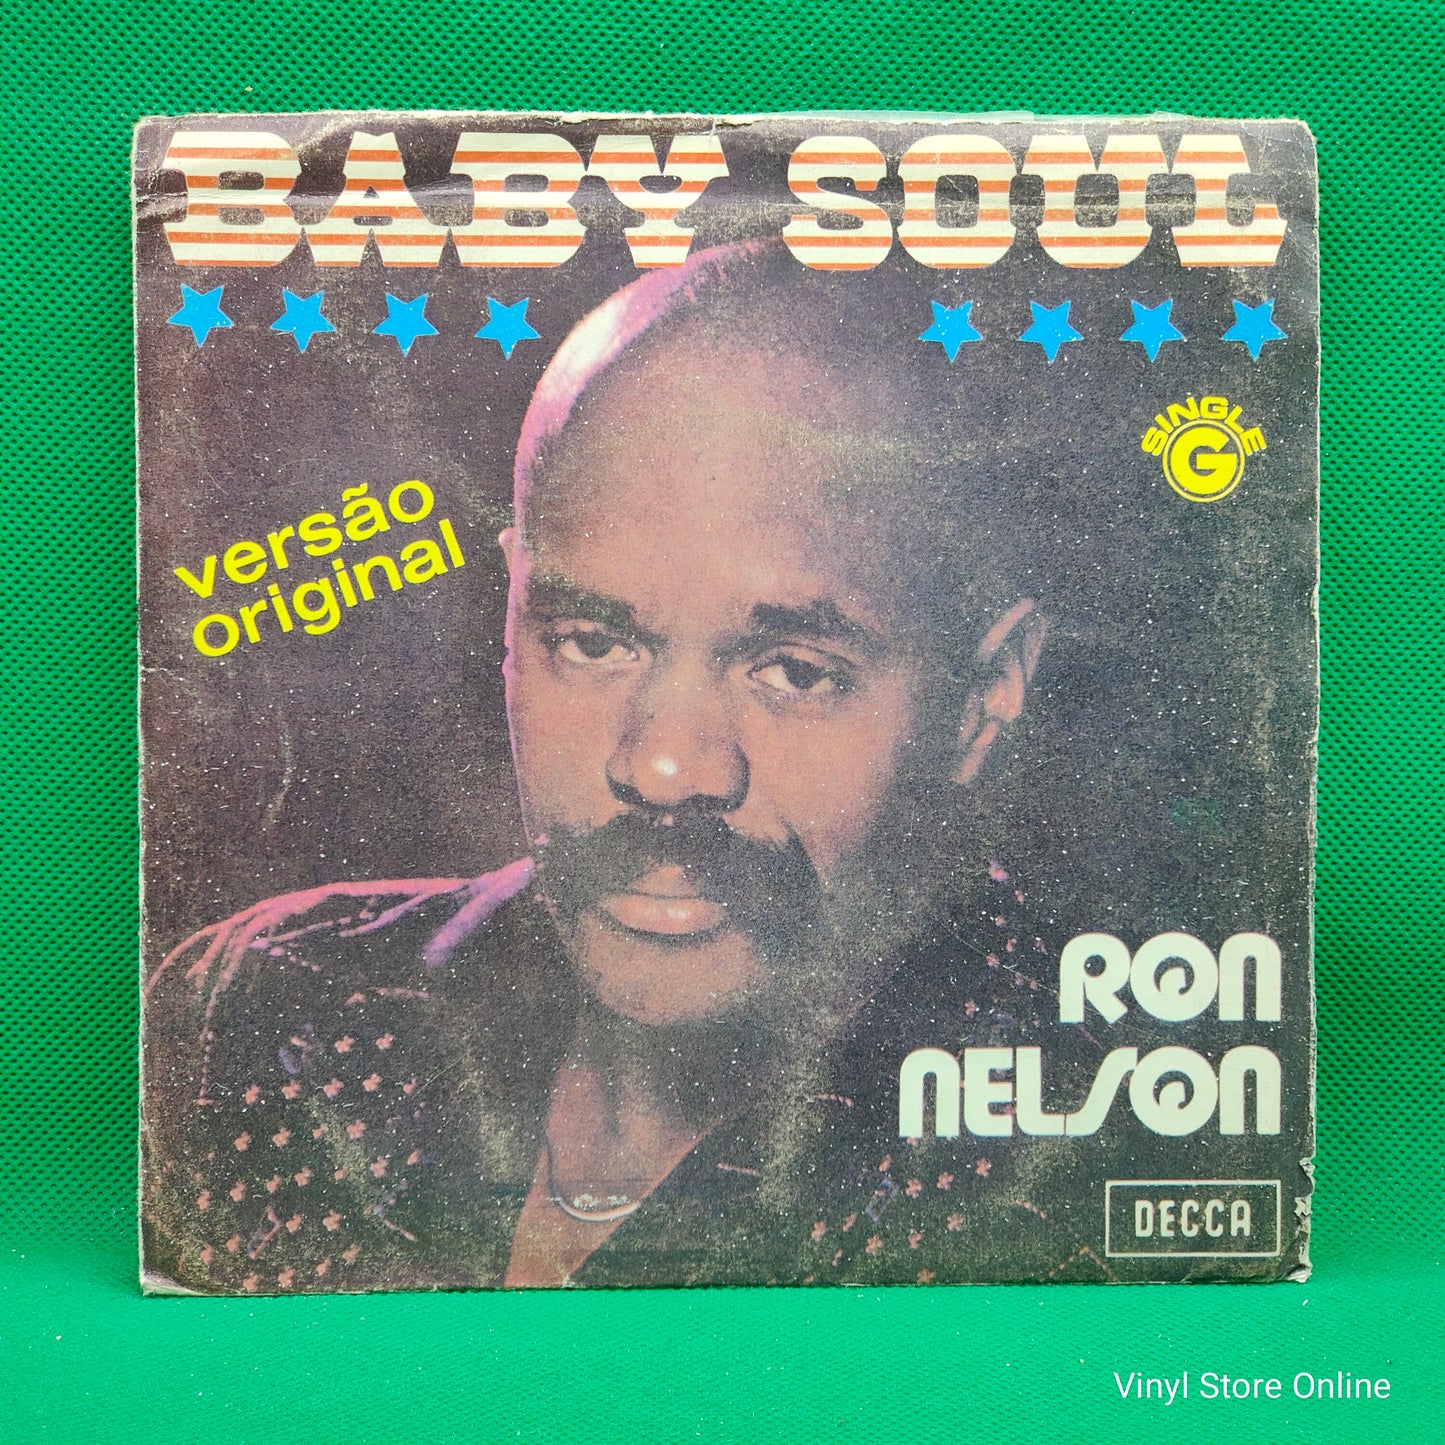 BABY SOUL
SINGLE
G
versão
original
RON
NELSON
DECCA
Vinyl Store Online